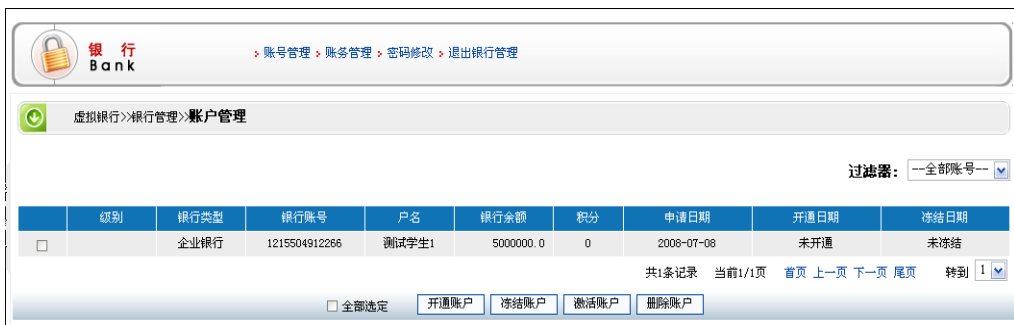 银 行
Bank
> 账号管理 > 账务管理 > 密码修改 > 退出银行管理
虚拟银行>>银行管理>>账户管理
过滤器: --全部账号--
级别 银行类型 银行账号 户名 银行余额 积分 申请日期 开通日期 冻结日期
企业银行 1215504912266 测试学生1 5000000.0 0 2008-07-08 未开通 未冻结
共1条记录 当前1/1页 首页 上一页 下一页 尾页 转到 1
全部选定 开通账户 冻结账户 激活账户 删除账户